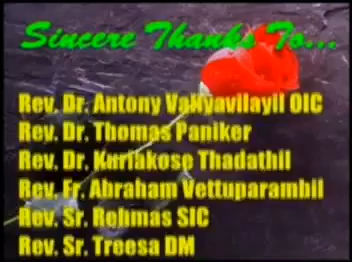 Sincere Thanks To...
Rev. Dr. Antony Valiyavilayil OIC
Rev. Dr. Thomas Paniker
Rev. Dr. Kuriakose Thadathil
Rev. Fr. Abraham Vettuparambil
Rev. Sr. Rehmas SIC
Rev. Sr. Treesa DM